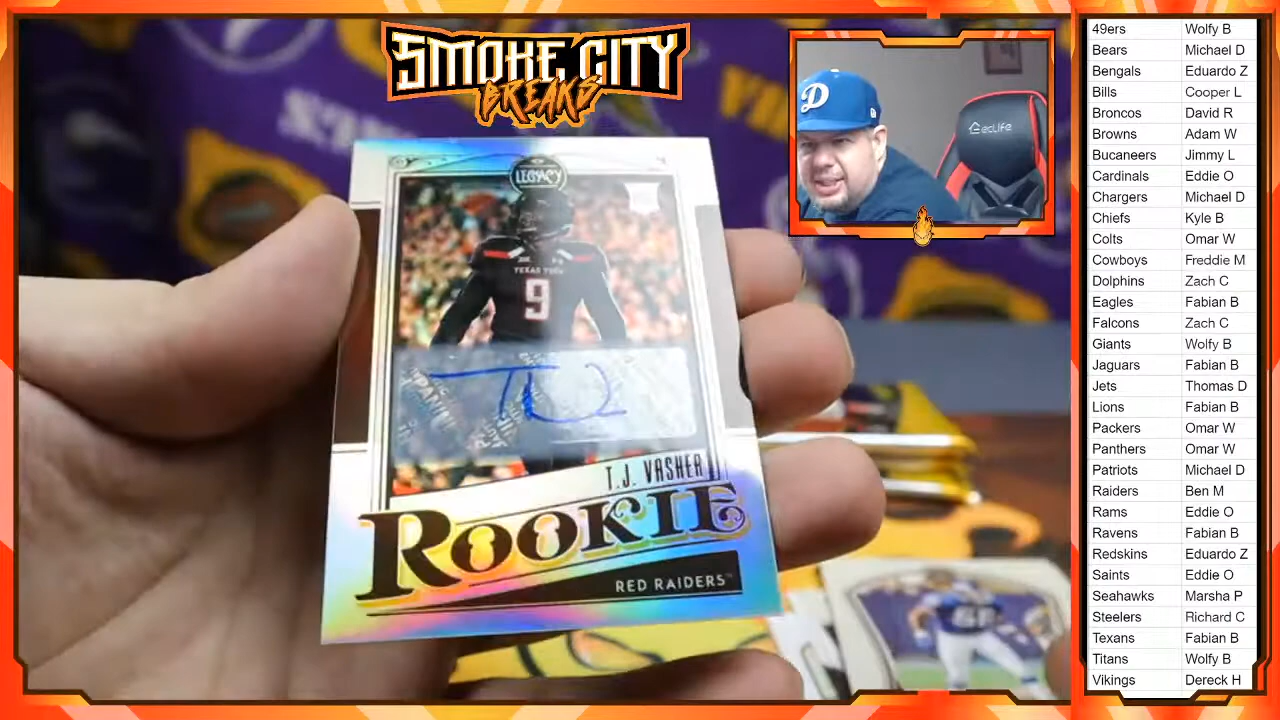 SMOKE CITY
BREAKS
LEGACY
TEXAS TECH
9
T.J. VASHER
ROOKIE
RED RAIDERS™
D
GEcLife
49ers Wolfy B
Bears Michael D
Bengals Eduardo Z
Bills Cooper L
Broncos David R
Browns Adam W
Bucaneers Jimmy L
Cardinals Eddie O
Chargers Michael D
Chiefs Kyle B
Colts Omar W
Cowboys Freddie M
Dolphins Zach C
Eagles Fabian B
Falcons Zach C
Giants Wolfy B
Jaguars Fabian B
Jets Thomas D
Lions Fabian B
Packers Omar W
Panthers Omar W
Patriots Michael D
Raiders Ben M
Rams Eddie O
Ravens Fabian B
Redskins Eduardo Z
Saints Eddie O
Seahawks Marsha P
Steelers Richard C
Texans Fabian B
Titans Wolfy B
Vikings Dereck H